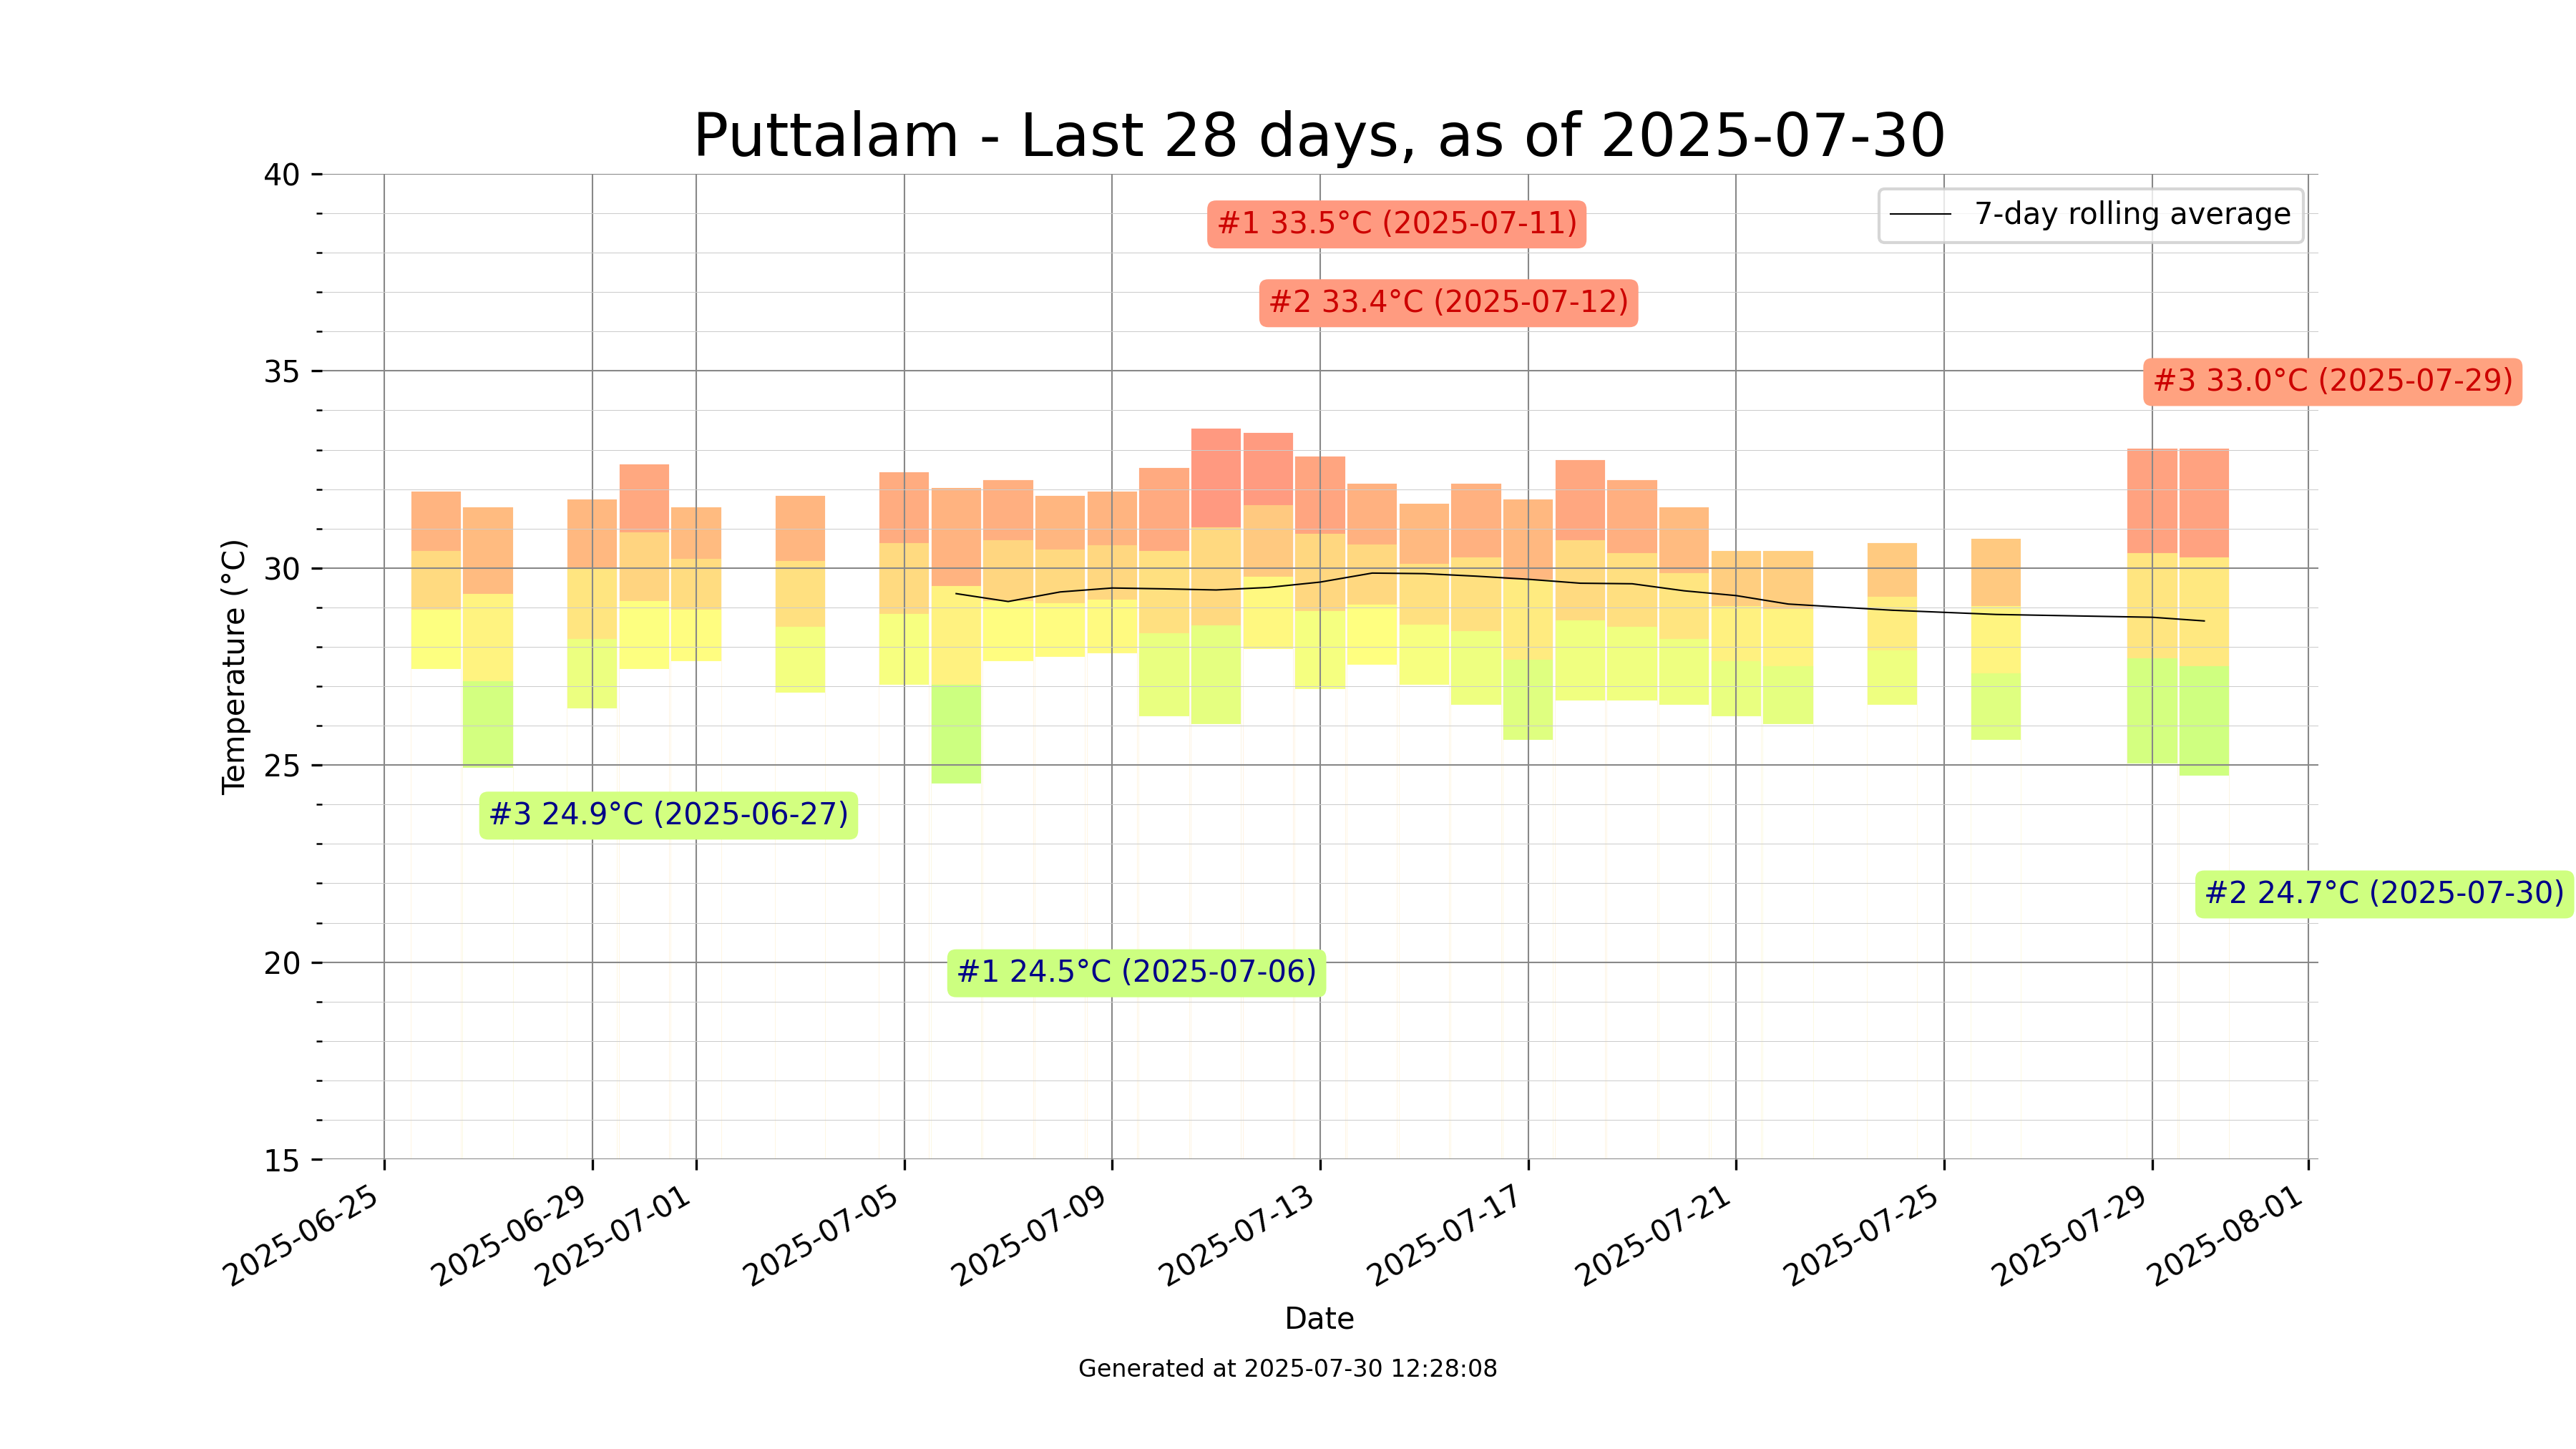 Puttalam - Last 28 days, as of 2025-07-30
7-day rolling average
#1 33.5°C (2025-07-11)
#2 33.4°C (2025-07-12)
#3 33.0°C (2025-07-29)
#3 24.9°C (2025-06-27)
#2 24.7°C (2025-07-30)
#1 24.5°C (2025-07-06)
Temperature (°C)
40
35
30
25
20
15
2025-06-25
2025-06-29
2025-07-01
2025-07-05
2025-07-09
2025-07-13
2025-07-17
2025-07-21
2025-07-25
2025-07-29
2025-08-01
Date
Generated at 2025-07-30 12:28:08